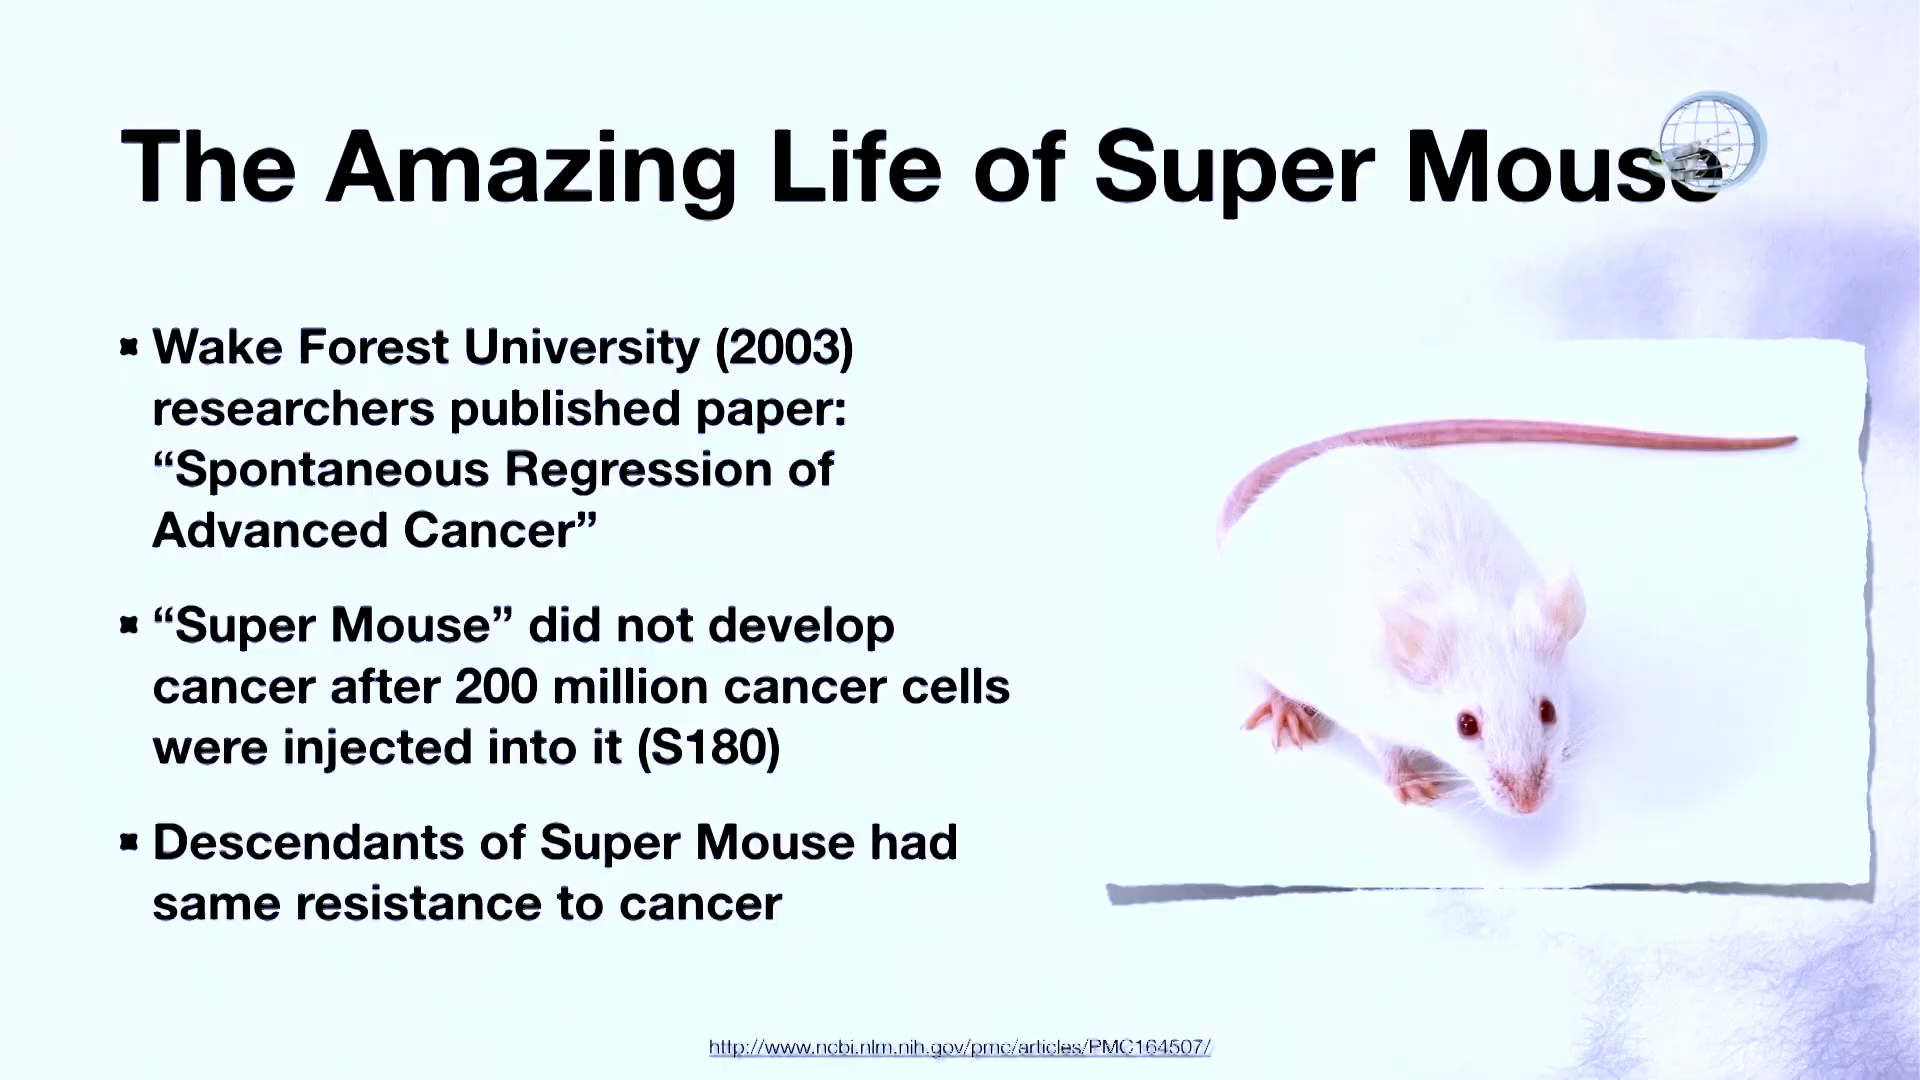 The Amazing Life of Super Mouse
Wake Forest University (2003)
researchers published paper:
“Spontaneous Regression of
Advanced Cancer”
“Super Mouse” did not develop
cancer after 200 million cancer cells
were injected into it (S180)
Descendants of Super Mouse had
same resistance to cancer
http://www.ncbi.nlm.nih.gov/pmc/articles/PMC164507/